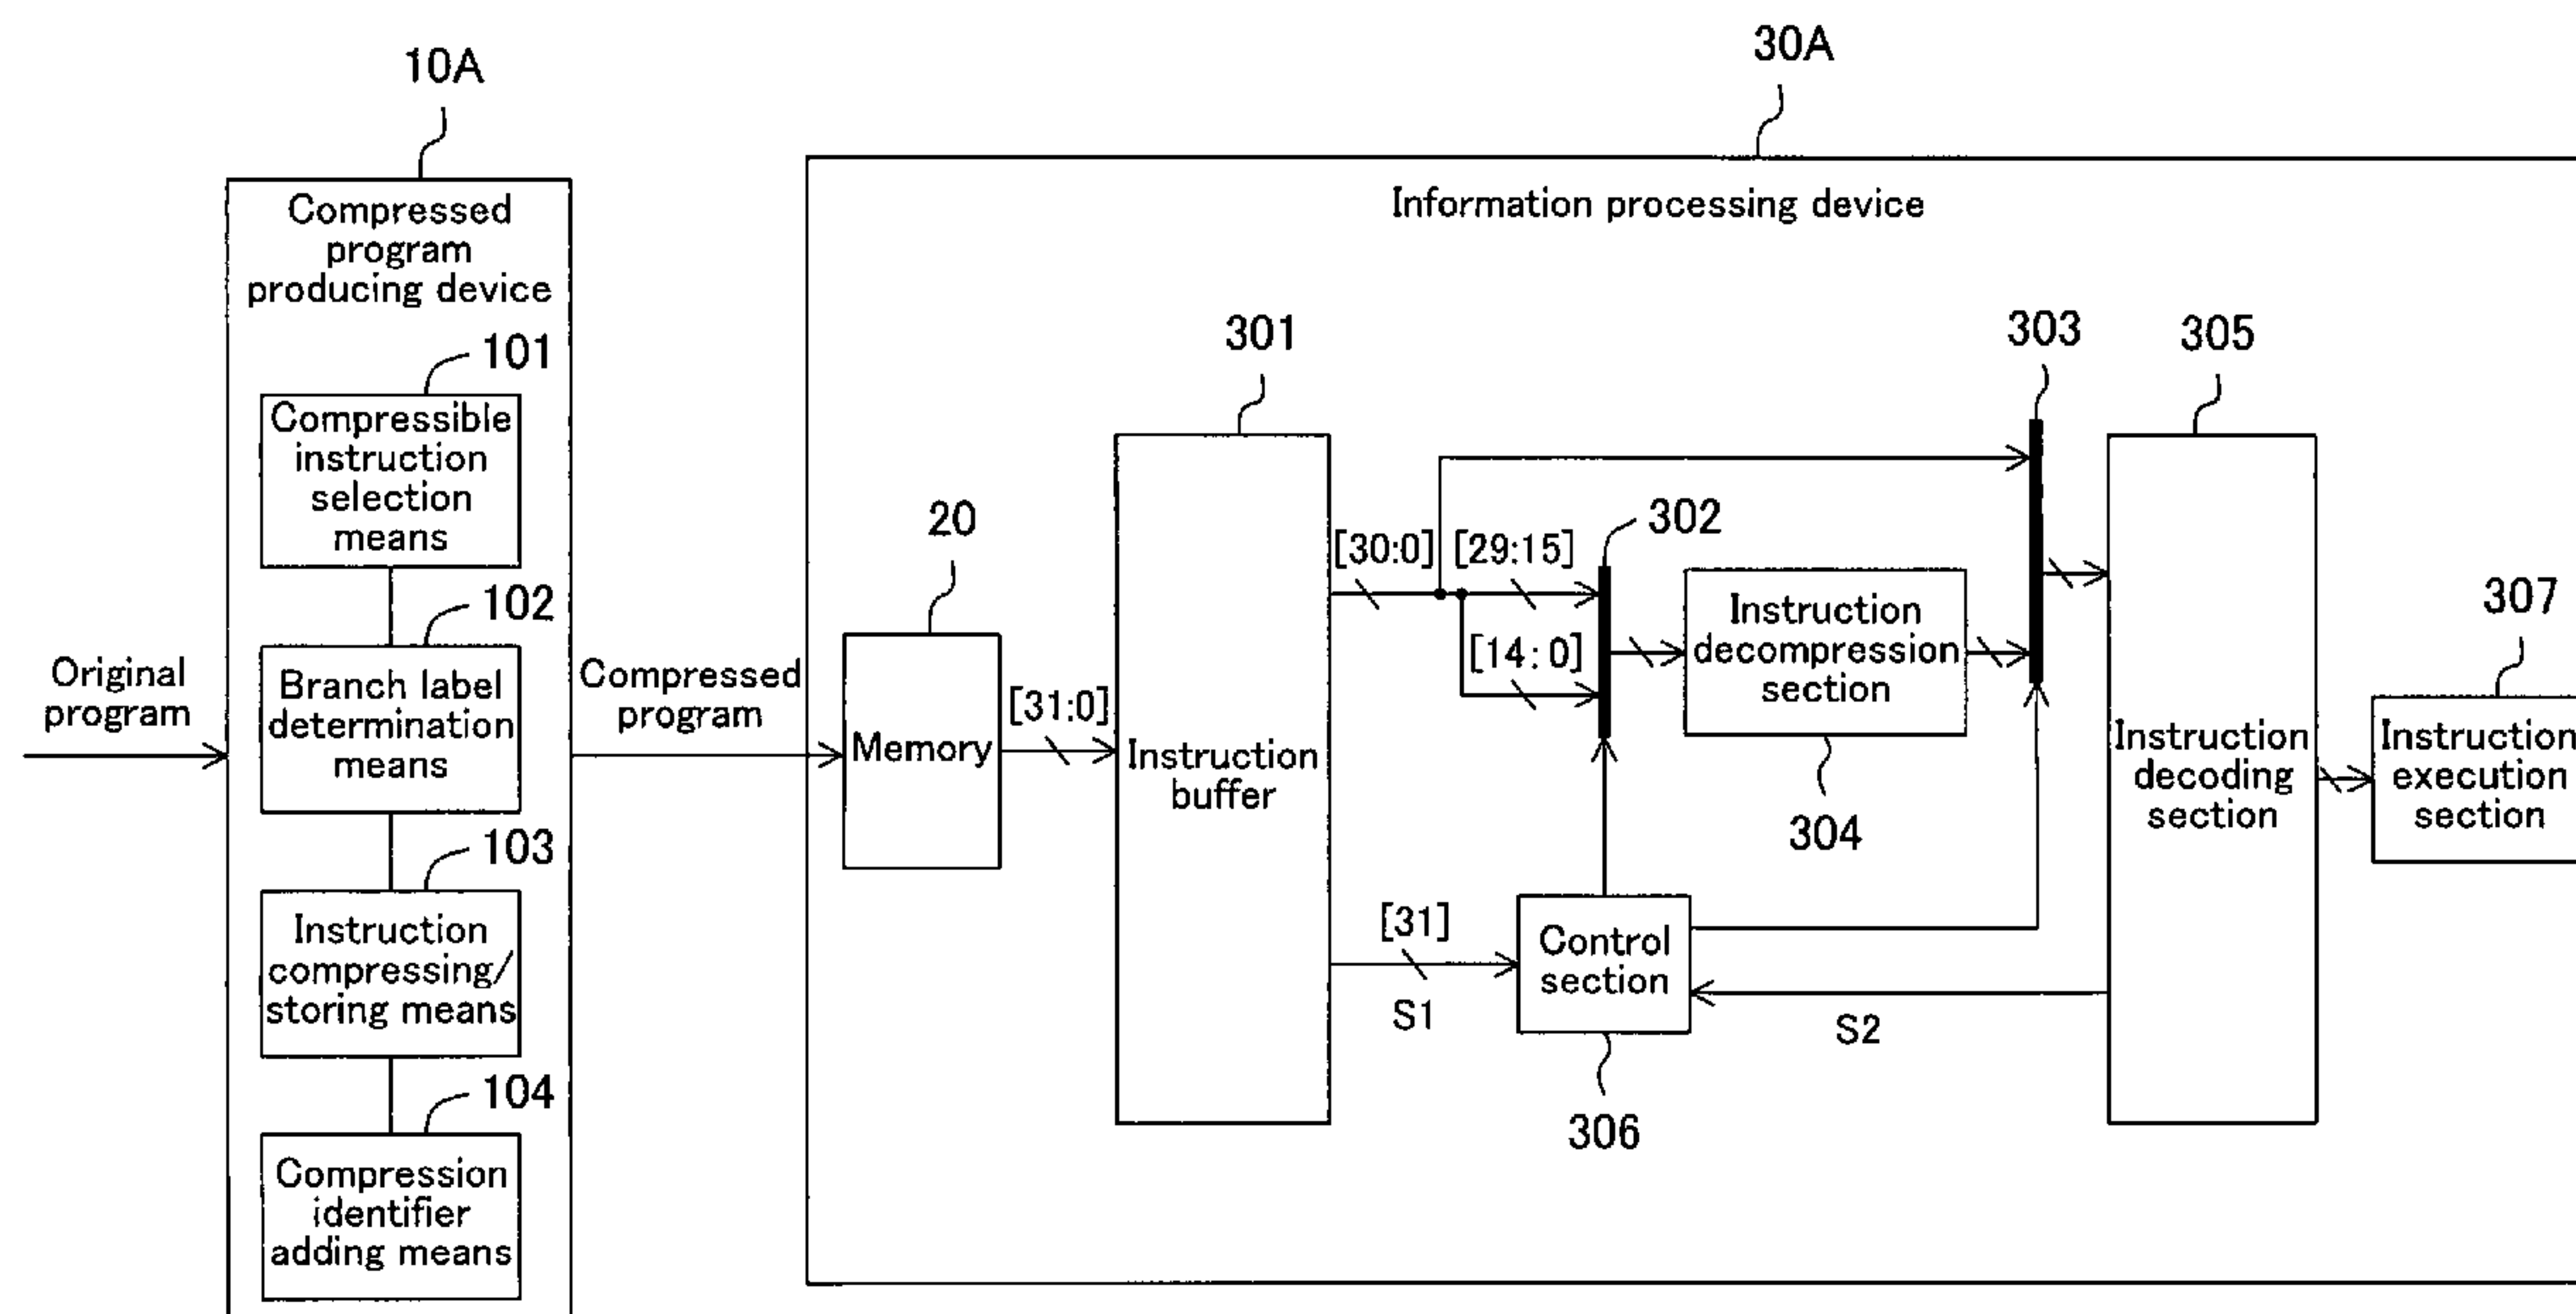 10A
Compressed
program
producing device
101
Compressible
instruction
selection
means
102
Branch label
determination
means
103
Instruction
compressing/
storing means
104
Compression
identifier
adding means
Original
program
Compressed
program
30A
Information processing device
20
Memory
[31:0]
301
Instruction
buffer
[30:0]
[29:15]
[14:0]
302
Instruction
decompression
section
304
303
[31]
S1
Control
section
306
S2
305
Instruction
decoding
section
307
Instruction
execution
section